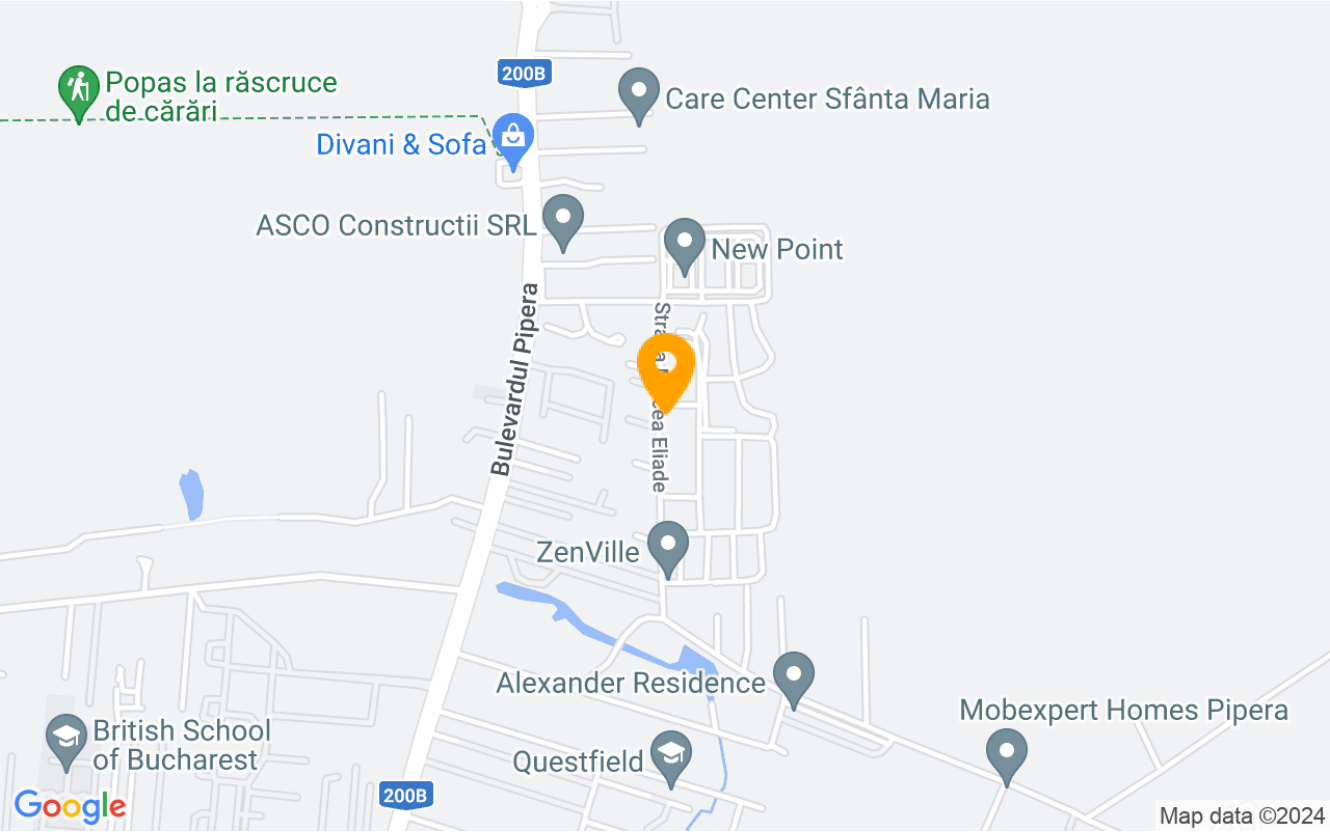 200B
Popas la răscruce
de cărări
Care Center Sfânta Maria
Divani & Sofa
ASCO Constructii SRL
New Point
Bulevardul Pipera
Eliade
ZenVille
Alexander Residence
Mobexpert Homes Pipera
British School
of Bucharest
Questfield
200B
Google
Map data ©2024